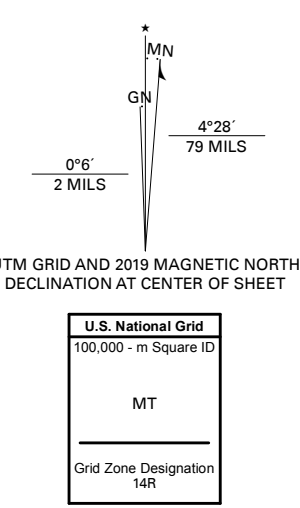 ★
MN
GN
4°28´
79 MILS
0°6´
2 MILS
UTM GRID AND 2019 MAGNETIC NORTH
DECLINATION AT CENTER OF SHEET
U.S. National Grid
100,000 - m Square ID
MT
Grid Zone Designation
14R